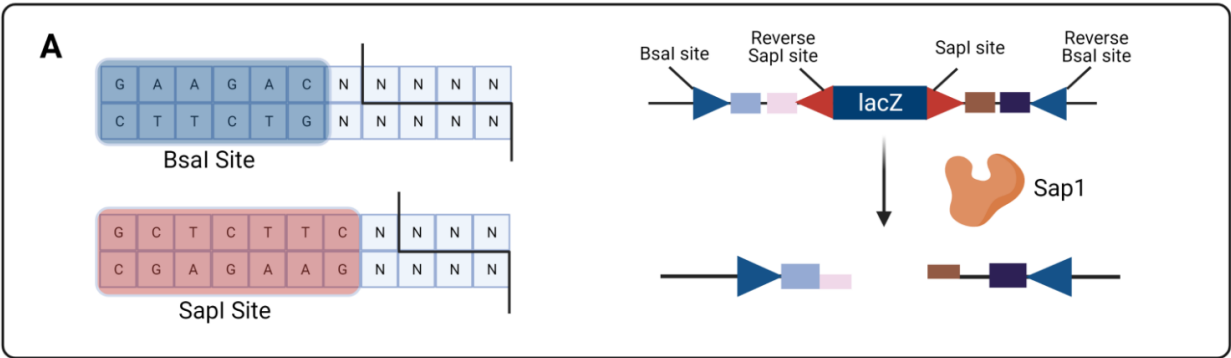 A
G A A G A C N N N N N
C T T C T G N N N N N
BsaI Site
G C T C T T C N N N N
C G A G A A G N N N N
SapI Site
BsaI site
Reverse
SapI site
SapI site
Reverse
BsaI site
lacZ
Sap1